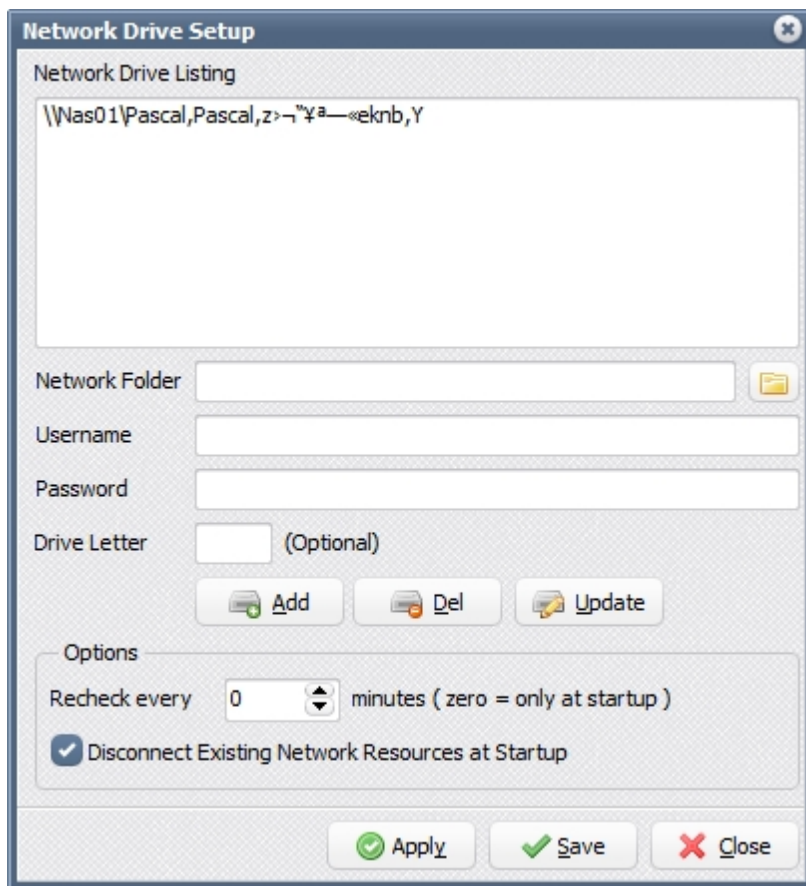 Network Drive Setup
Network Drive Listing
\\Nas01\Pascal,Pascal,z›¬”¥ª—«eknb,Y
Network Folder
Username
Password
Drive Letter (Optional)
Add Del Update
Options
Recheck every 0 minutes ( zero = only at startup )
Disconnect Existing Network Resources at Startup
Apply Save Close